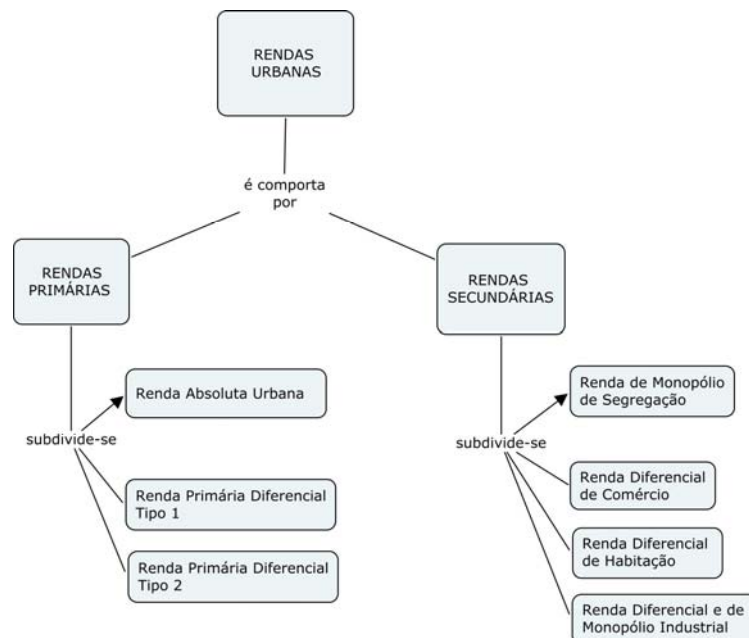 RENDAS
URBANAS
é comporta
por
RENDAS
PRIMÁRIAS
subdivide-se
Renda Absoluta Urbana
Renda Primária Diferencial
Tipo 1
Renda Primária Diferencial
Tipo 2
RENDAS
SECUNDÁRIAS
subdivide-se
Renda de Monopólio
de Segregação
Renda Diferencial
de Comércio
Renda Diferencial
de Habitação
Renda Diferencial e de
Monopólio Industrial